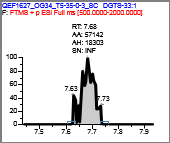 QEF1627_OG34_T5-35-0-3_SC DGT8-33:1
F: FTMS + p ESI Full ms [500.0000-2000.0000]
RT: 7.68
AA: 57142
AH: 18303
SN: INF
100
7.63
80
7.73
60
40
20
0
7.5 7.6 7.7 7.8 7.9